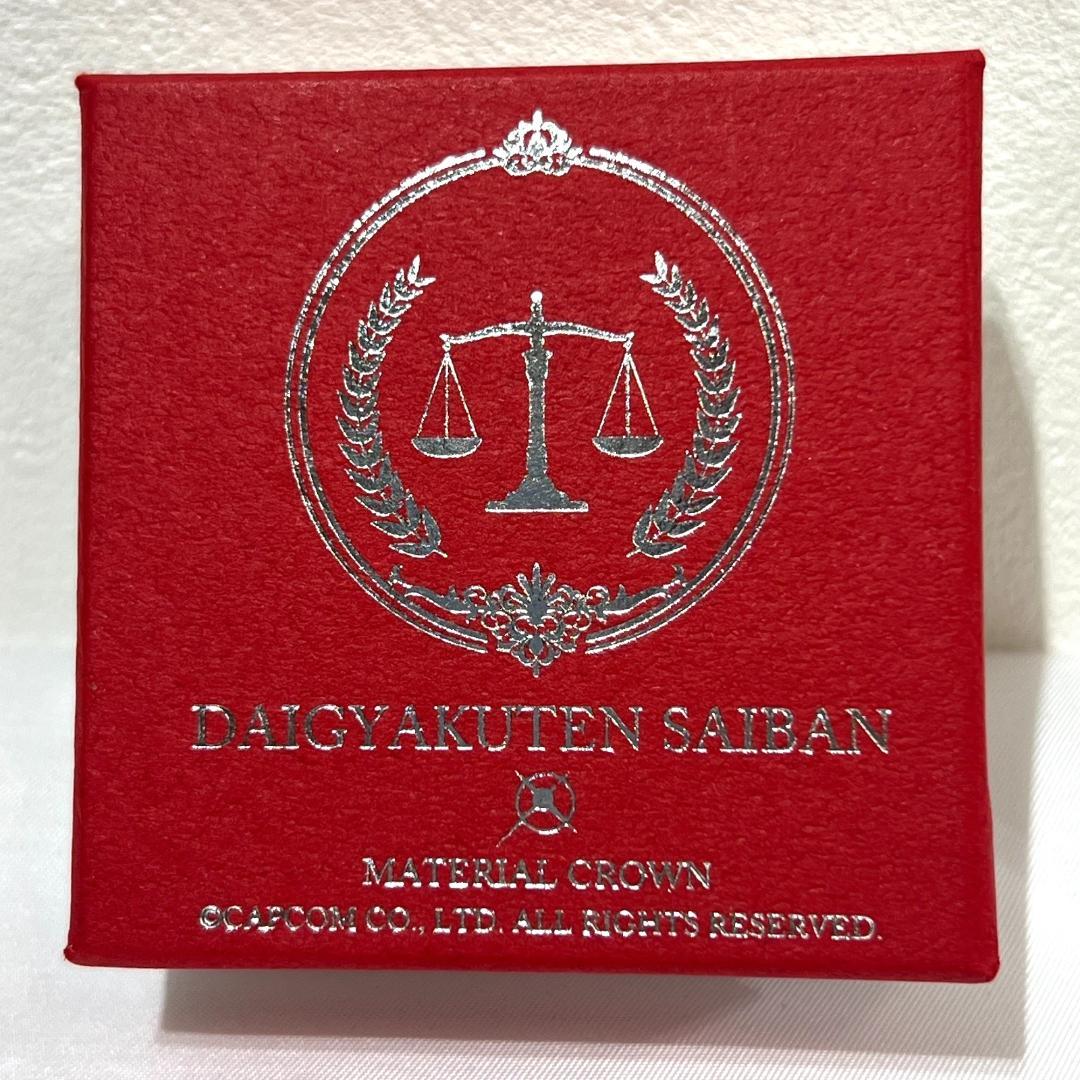 DAIGYAKUTEN SAIBAN
MATERIAL CROWN
©CAPCOM CO., LTD. ALL RIGHTS RESERVED.